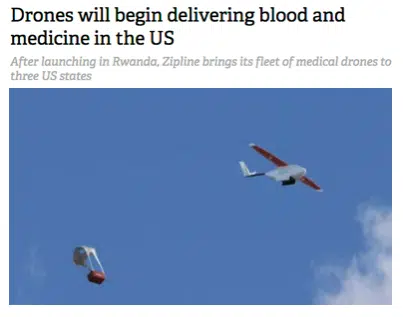 Drones will begin delivering blood and
medicine in the US
After launching in Rwanda, Zipline brings its fleet of medical drones to
three US states